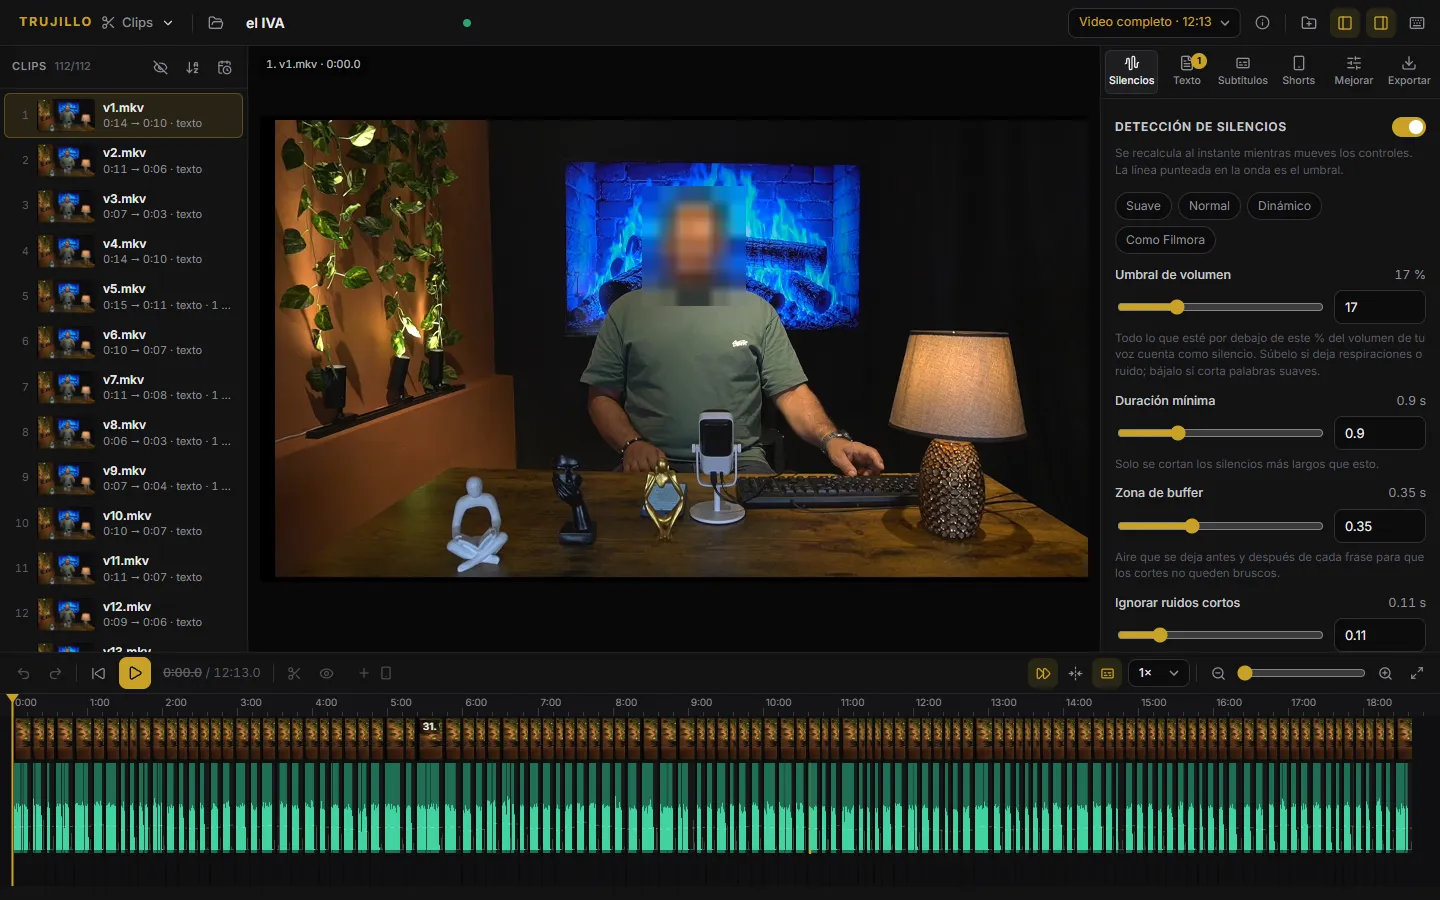 TRUJILLO Clips el IVA Video completo · 12:13
CLIPS 112/112
1. v1.mkv · 0:00.0
1 v1.mkv
0:14 → 0:10 · texto
2 v2.mkv
0:11 → 0:06 · texto
3 v3.mkv
0:07 → 0:03 · texto
4 v4.mkv
0:14 → 0:10 · texto
5 v5.mkv
0:15 → 0:11 · texto · 1 ...
6 v6.mkv
0:10 → 0:07 · texto
7 v7.mkv
0:11 → 0:08 · texto · 1 ...
8 v8.mkv
0:06 → 0:03 · texto · 1 ...
9 v9.mkv
0:07 → 0:04 · texto · 1 ...
10 v10.mkv
0:10 → 0:07 · texto
11 v11.mkv
0:11 → 0:07 · texto
12 v12.mkv
0:09 → 0:06 · texto
v13.mkv
1
Silencios Texto Subtítulos Shorts Mejorar Exportar
DETECCIÓN DE SILENCIOS
Se recalcula al instante mientras mueves los controles.
La línea punteada en la onda es el umbral.
Suave Normal Dinámico
Como Filmora
Umbral de volumen 17 %
17
Todo lo que esté por debajo de este % del volumen de tu
voz cuenta como silencio. Súbelo si deja respiraciones o
ruido; bájalo si corta palabras suaves.
Duración mínima 0.9 s
0.9
Solo se cortan los silencios más largos que esto.
Zona de buffer 0.35 s
0.35
Aire que se deja antes y después de cada frase para que
los cortes no queden bruscos.
Ignorar ruidos cortos 0.11 s
0.11
0:00.0 / 12:13.0 1×
0:00 1:00 2:00 3:00 4:00 5:00 6:00 7:00 8:00 9:00 10:00 11:00 12:00 13:00 14:00 15:00 16:00 17:00 18:00
31.